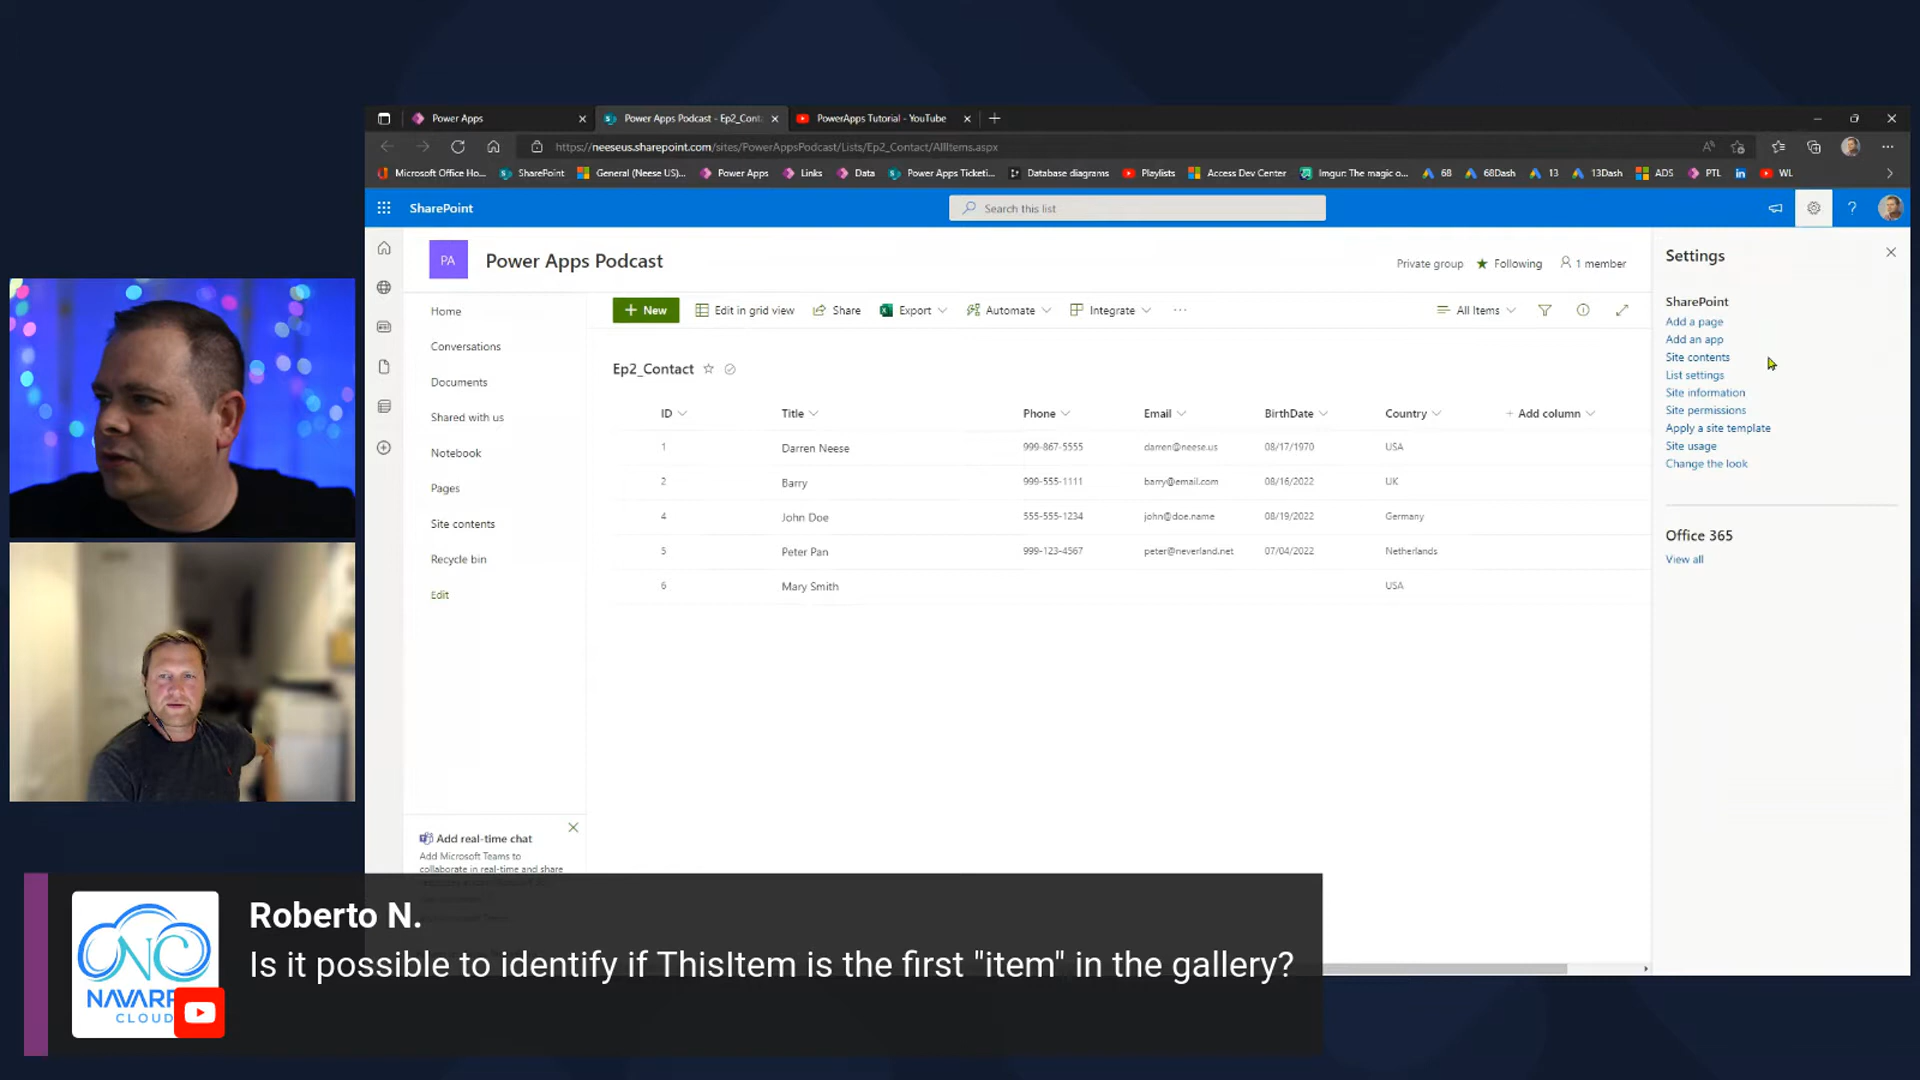 Power Apps
Power Apps Podcast - Ep2_Conta
PowerApps Tutorial - YouTube
https://neeseus.sharepoint.com/sites/PowerAppsPodcast/Lists/Ep2_Contact/AllItems.aspx
Microsoft Office Ho...
SharePoint
General (Neese US)...
Power Apps
Links
Data
Power Apps Ticketi...
Database diagrams
Playlists
Access Dev Center
Imgur: The magic o...
68
68Dash
13
13Dash
ADS
PTL
WL
SharePoint
Search this list
PA
Power Apps Podcast
Private group
Following
1 member
Home
Conversations
Documents
Shared with us
Notebook
Pages
Site contents
Recycle bin
Edit
+ New
Edit in grid view
Share
Export
Automate
Integrate
All Items
Ep2_Contact
ID Title Phone Email BirthDate Country + Add column
1 Darren Neese 999-867-5555 darren@neese.us 08/17/1970 USA
2 Barry 999-555-1111 barry@email.com 08/16/2022 UK
4 John Doe 555-555-1234 john@doe.name 08/19/2022 Germany
5 Peter Pan 999-123-4567 peter@neverland.net 07/04/2022 Netherlands
6 Mary Smith USA
Settings
SharePoint
Add a page
Add an app
Site contents
List settings
Site information
Site permissions
Apply a site template
Site usage
Change the look
Office 365
View all
Add real-time chat
Add Microsoft Teams to
collaborate in real-time and share
NC
CLOUD
Roberto N.
Is it possible to identify if ThisItem is the first "item" in the gallery?